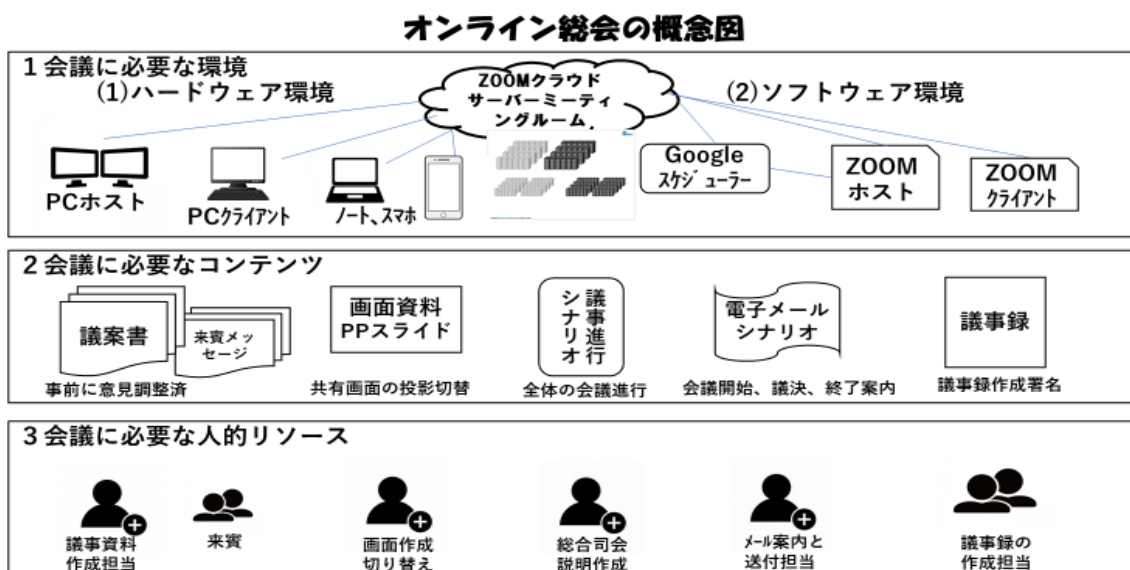 オンライン総会の概念図
1会議に必要な環境
(1)ハードウェア環境
ZOOMクラウド
サーバーミーティ
ングルーム
(2)ソフトウェア環境
PCホスト
PCｸﾗｲｱﾝﾄ
ﾉｰﾄ､ｽﾏﾎ
Google
ｽｹｼﾞｭｰﾗｰ
ZOOM
ホスト
ZOOM
ｸﾗｲｱﾝﾄ
2会議に必要なコンテンツ
議案書
来賓メッ
セージ
事前に意見調整済
画面資料
PPスライド
共有画面の投影切替
議事進行
シナリオ
全体の会議進行
電子メール
シナリオ
会議開始、議決、終了案内
議事録
議事録作成署名
3会議に必要な人的リソース
議事資料
作成担当
来賓
画面作成
切り替え
総合司会
説明作成
ﾒｰﾙ案内と
送付担当
議事録の
作成担当